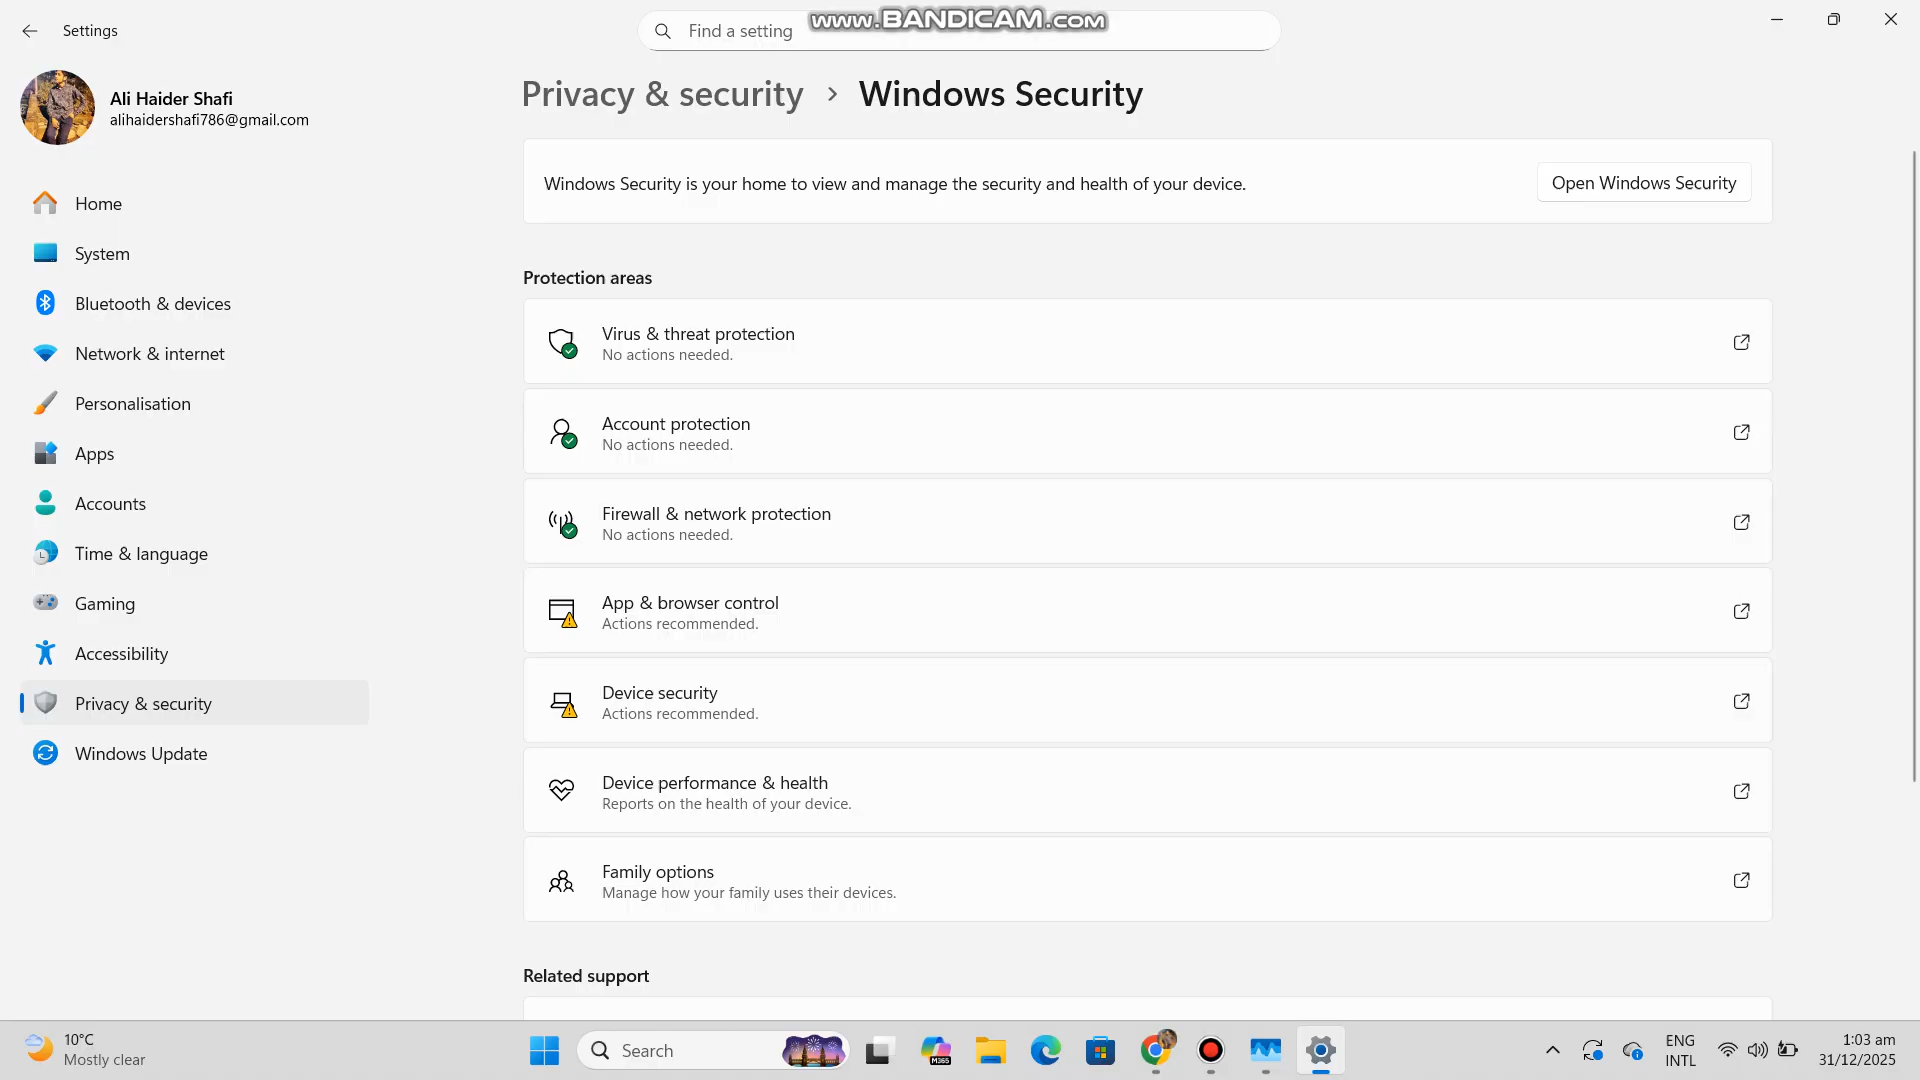 Settings
Find a setting
www.BANDICAM.com
Ali Haider Shafi
alihaidershafi786@gmail.com
Home
System
Bluetooth & devices
Network & internet
Personalisation
Apps
Accounts
Time & language
Gaming
Accessibility
Privacy & security
Windows Update
Privacy & security > Windows Security
Windows Security is your home to view and manage the security and health of your device.
Open Windows Security
Protection areas
Virus & threat protection
No actions needed.
Account protection
No actions needed.
Firewall & network protection
No actions needed.
App & browser control
Actions recommended.
Device security
Actions recommended.
Device performance & health
Reports on the health of your device.
Family options
Manage how your family uses their devices.
Related support
10°C
Mostly clear
Search
M365
ENG
INTL
1:03 am
31/12/2025